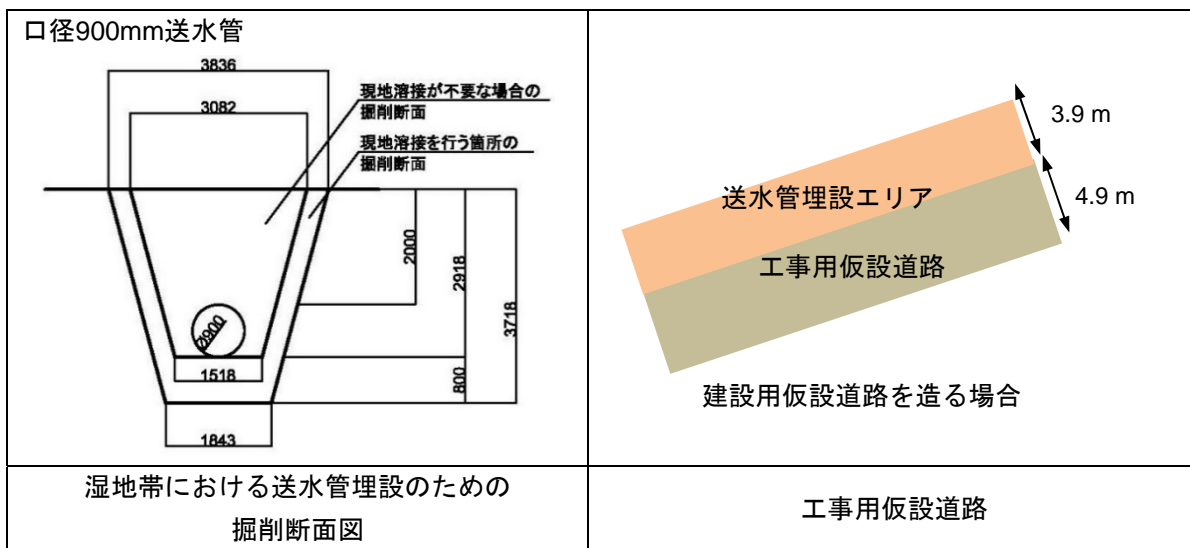 口径900mm送水管
3836
3082
現地溶接が不要な場合の
掘削断面
現地溶接を行う箇所の
掘削断面
2000
2918
3718
Ø900
1518
800
1843
3.9 m
4.9 m
送水管埋設エリア
工事用仮設道路
建設用仮設道路を造る場合
湿地帯における送水管埋設のための
掘削断面図
工事用仮設道路